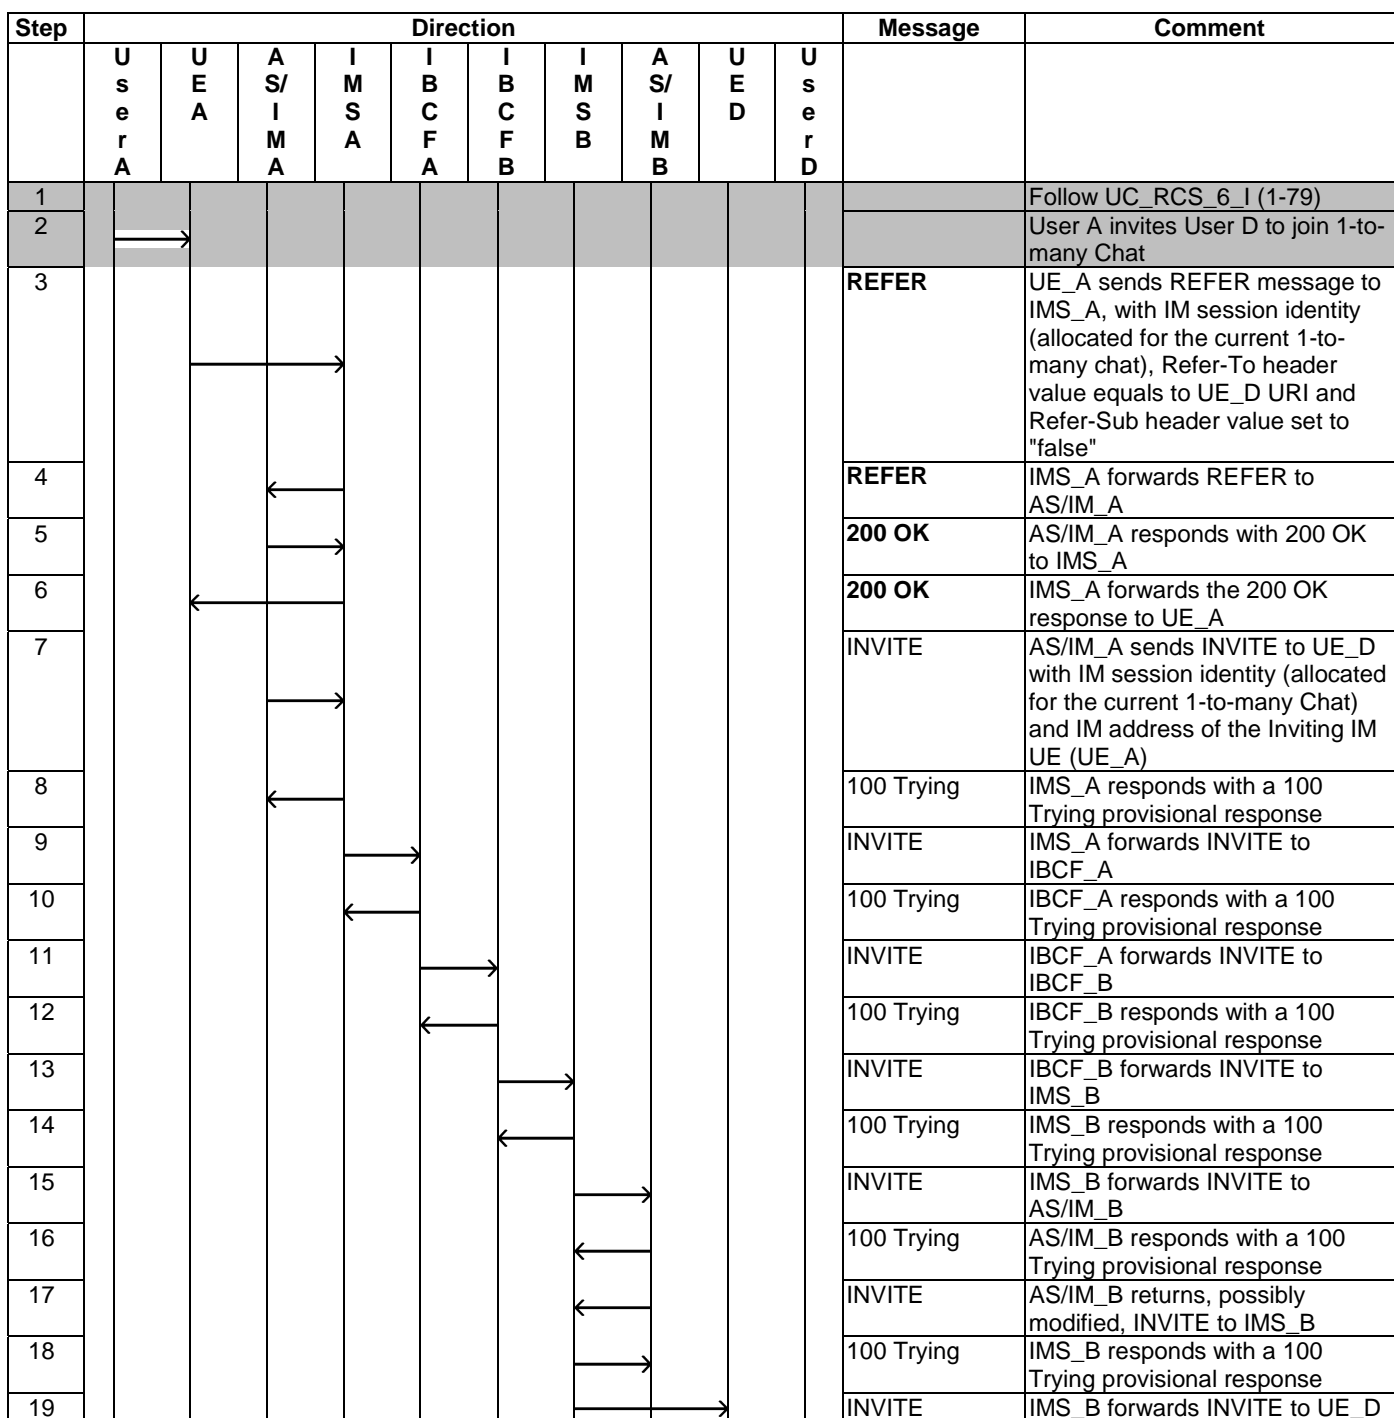 Step Direction Message Comment
U U A I I I I A U U
s E S/ M B B M S/ E s
e A I S C C S I D e
r M A F F B M r
A A A B B D
1 Follow UC_RCS_6_I (1-79)
2 User A invites User D to join 1-to-
many Chat
3 REFER UE_A sends REFER message to
IMS_A, with IM session identity
(allocated for the current 1-to-
many chat), Refer-To header
value equals to UE_D URI and
Refer-Sub header value set to
"false"
4 REFER IMS_A forwards REFER to
AS/IM_A
5 200 OK AS/IM_A responds with 200 OK
to IMS_A
6 200 OK IMS_A forwards the 200 OK
response to UE_A
7 INVITE AS/IM_A sends INVITE to UE_D
with IM session identity (allocated
for the current 1-to-many Chat)
and IM address of the Inviting IM
UE (UE_A)
8 100 Trying IMS_A responds with a 100
Trying provisional response
9 INVITE IMS_A forwards INVITE to
IBCF_A
10 100 Trying IBCF_A responds with a 100
Trying provisional response
11 INVITE IBCF_A forwards INVITE to
IBCF_B
12 100 Trying IBCF_B responds with a 100
Trying provisional response
13 INVITE IBCF_B forwards INVITE to
IMS_B
14 100 Trying IMS_B responds with a 100
Trying provisional response
15 INVITE IMS_B forwards INVITE to
AS/IM_B
16 100 Trying AS/IM_B responds with a 100
Trying provisional response
17 INVITE AS/IM_B returns, possibly
modified, INVITE to IMS_B
18 100 Trying IMS_B responds with a 100
Trying provisional response
19 INVITE IMS_B forwards INVITE to UE_D